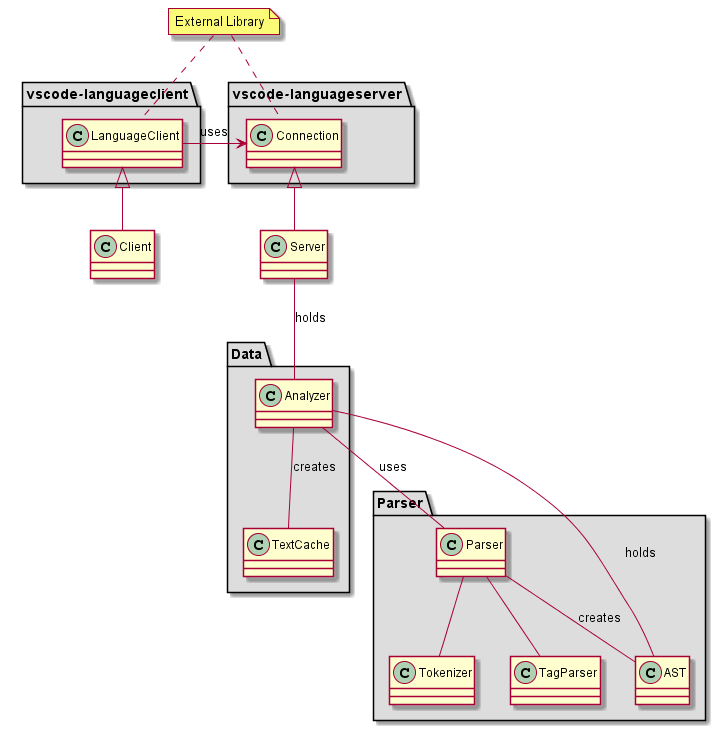 External Library
vscode-languageclient
vscode-languageserver
C LanguageClient
uses
C Connection
C Client
C Server
holds
Data
C Analyzer
creates
uses
Parser
C TextCache
C Parser
holds
creates
C Tokenizer
C TagParser
C AST